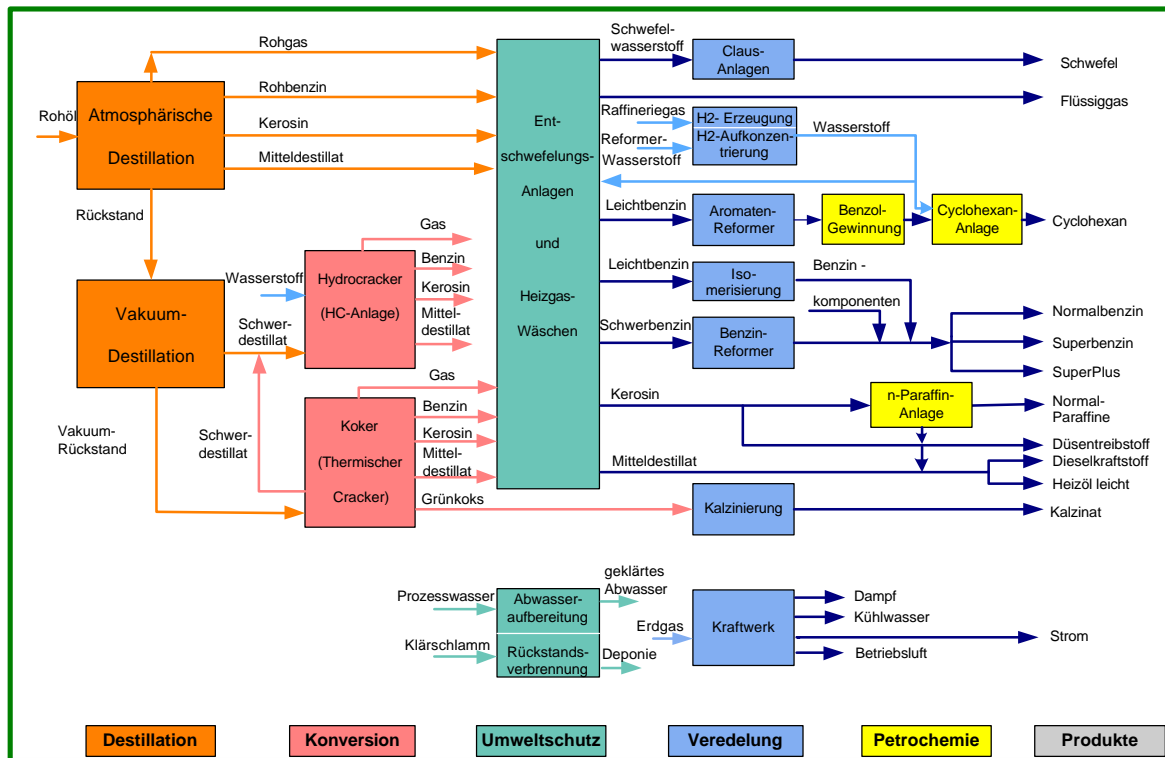 Rohgas
Rohöl
Atmosphärische
Destillation
Rohbenzin
Kerosin
Mitteldestillat
Rückstand
Vakuum-
Destillation
Schwer-
destillat
Vakuum-
Rückstand
Wasserstoff
Hydrocracker
(HC-Anlage)
Gas
Benzin
Kerosin
Mittel-
deldestillat
Schwer-
destillat
Koker
(Thermischer
Cracker)
Gas
Benzin
Kerosin
Mittel-
deldestillat
Grünkoks
Ent-
schwefelungs-
Anlagen
und
Heizgas-
Wäschen
Schwefel-
wasserstoff
Claus-
Anlagen
Schwefel
Flüssiggas
Raffineriegas
Reformer-
Wasserstoff
H2- Erzeugung
H2-Aufkonzen-
trierung
Wasserstoff
Leichtbenzin
Aromaten-
Reformer
Benzol-
Gewinnung
Cyclohexan-
Anlage
Cyclohexan
Leichtbenzin
Iso-
merisierung
Benzin -
komponenten
Schwerbenzin
Benzin-
Reformer
Normalbenzin
Superbenzin
SuperPlus
Kerosin
n-Paraffin-
Anlage
Normal-
Paraffine
Düsentreibstoff
Mitteldestillat
Dieselkraftstoff
Heizöl leicht
Kalzinierung
Kalzinat
Prozesswasser
Klärschlamm
Abwasser-
aufbereitung
Rückstands-
verbrennung
geklärtes
Abwasser
Deponie
Erdgas
Kraftwerk
Dampf
Kühlwasser
Strom
Betriebsluft
Destillation
Konversion
Umweltschutz
Veredelung
Petrochemie
Produkte